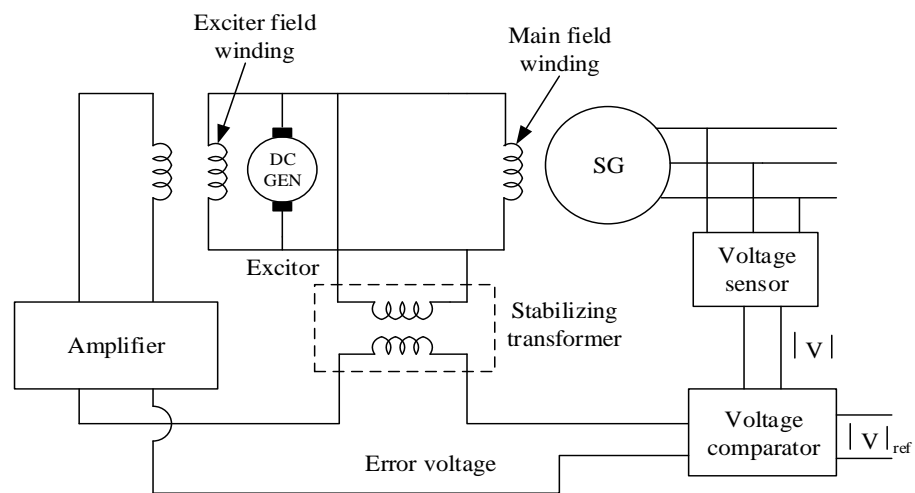 Exciter field
winding
Main field
winding
DC
GEN
SG
Excitor
Voltage
sensor
Stabilizing
transformer
Amplifier
|V|
Voltage
comparator
|V|ref
Error voltage